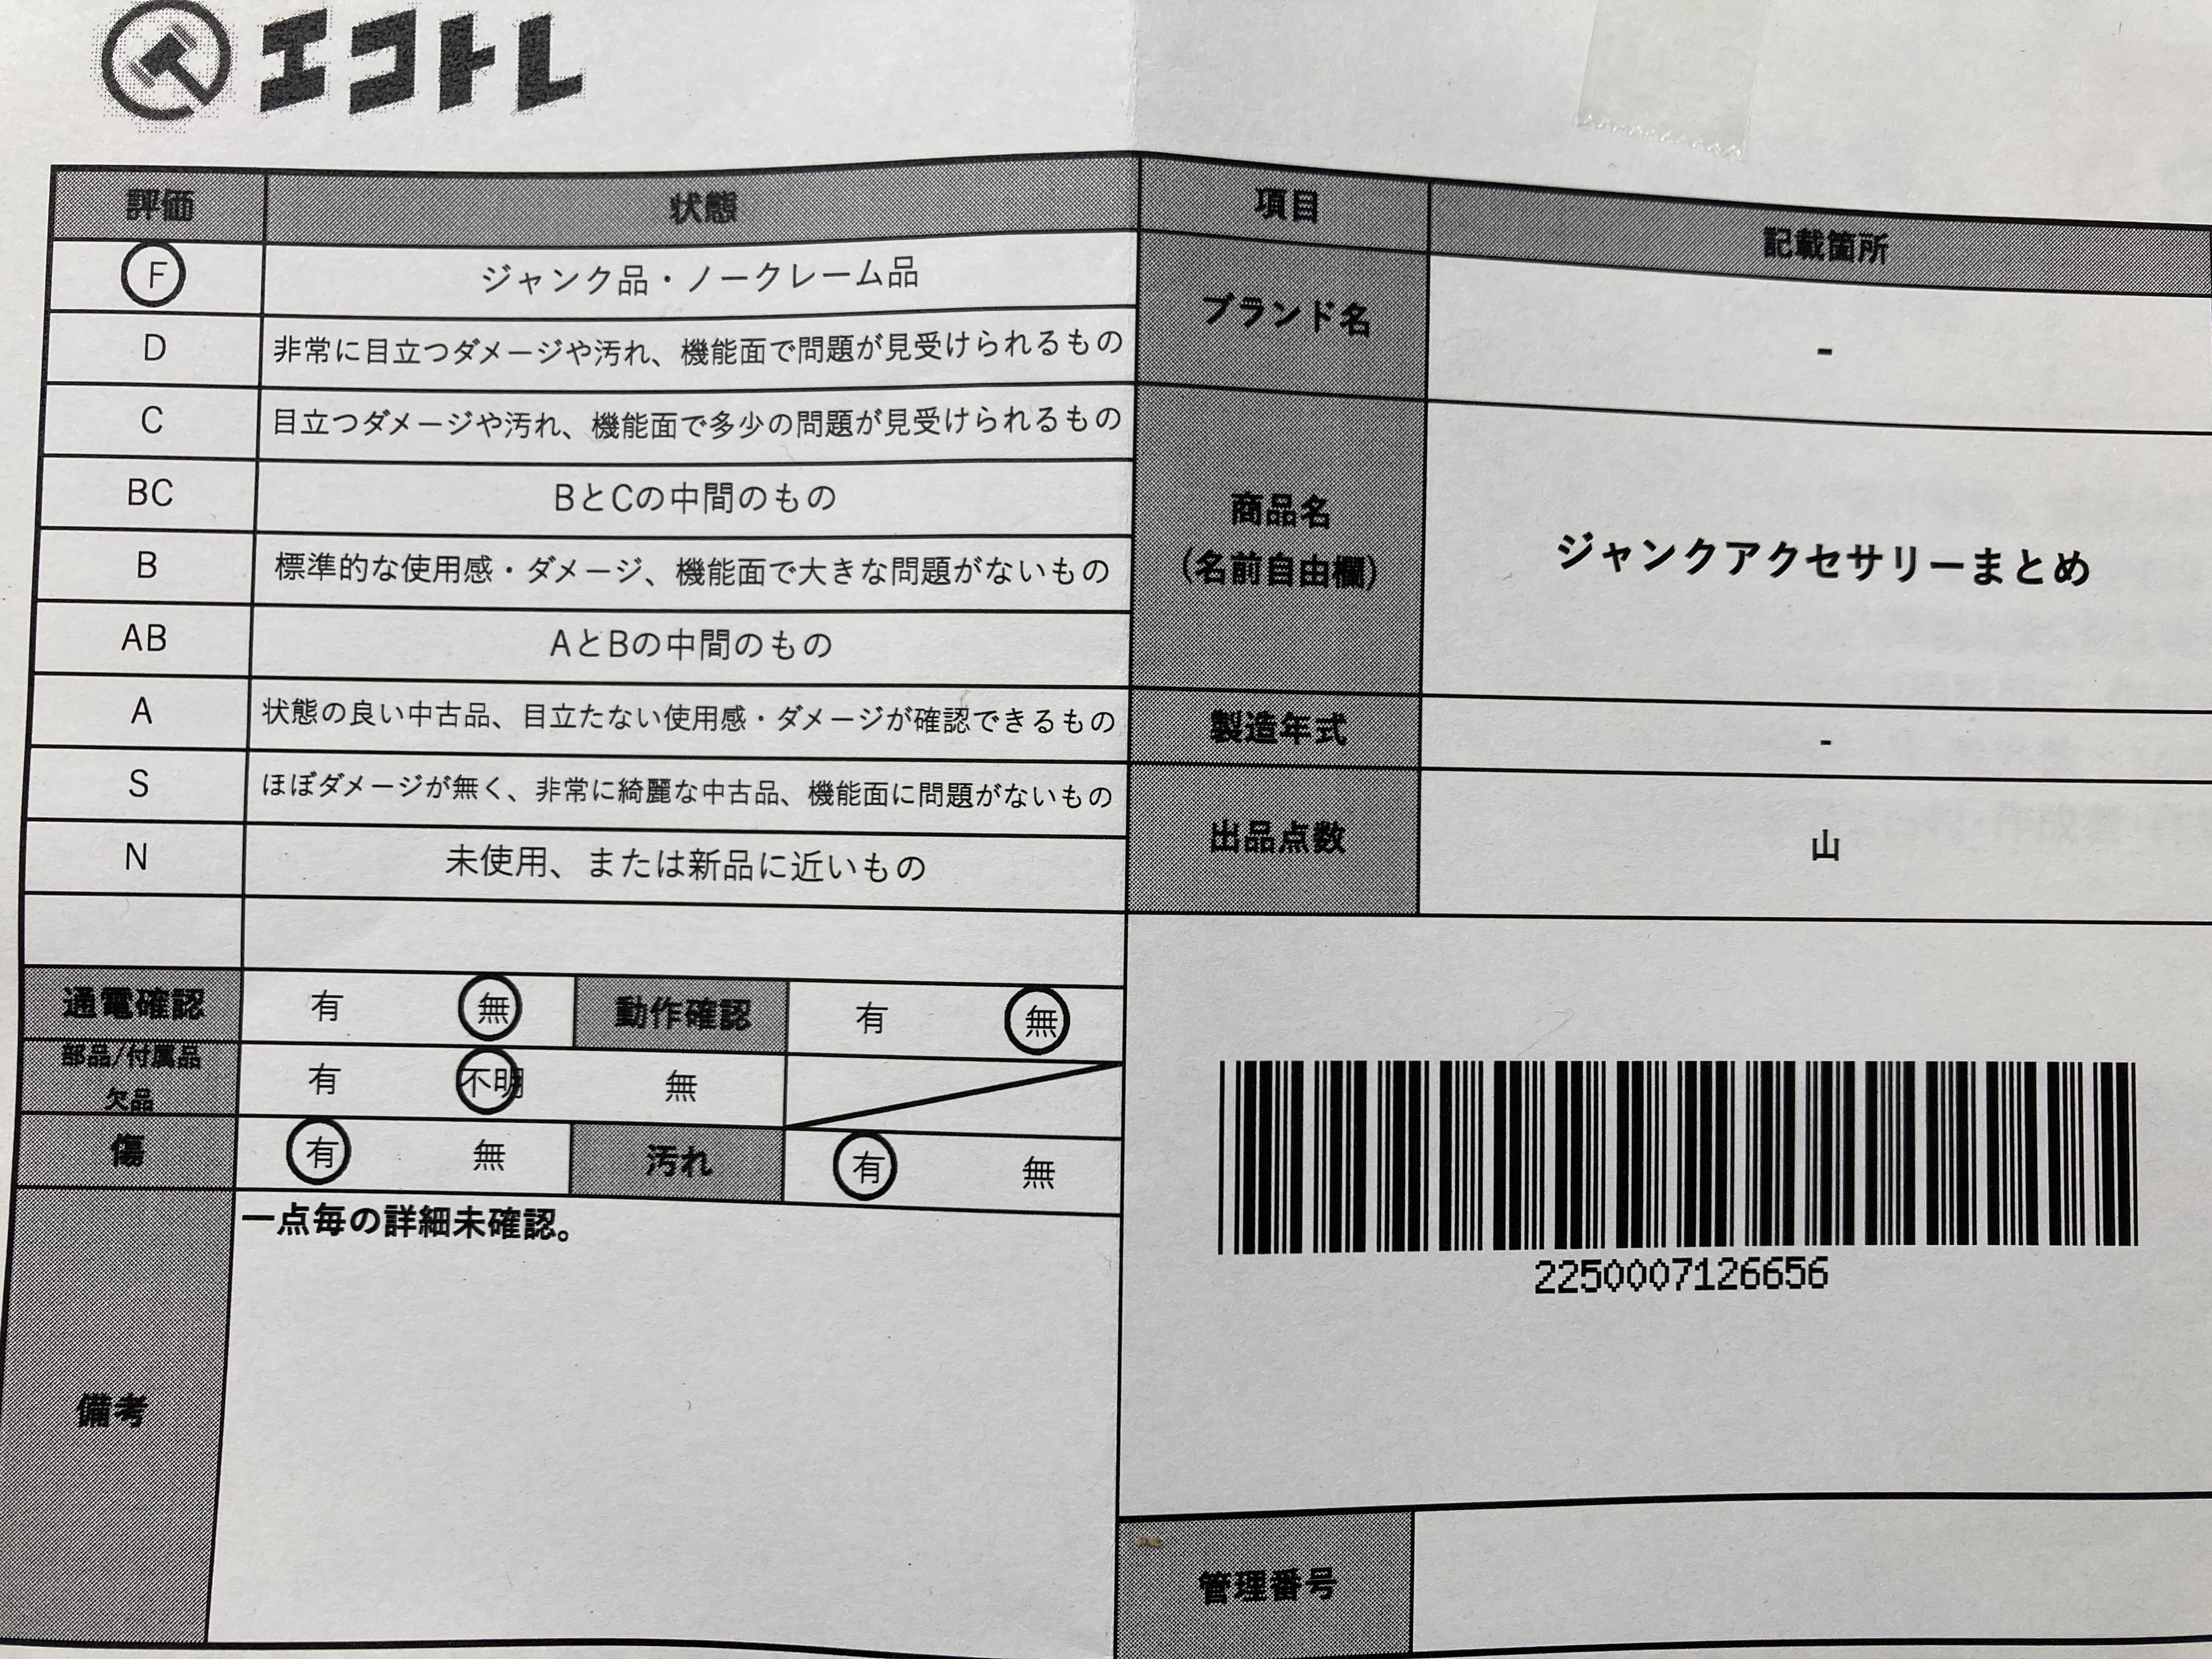 エコトレ
評価 状態
F ジャンク品・ノークレーム品
D 非常に目立つダメージや汚れ、機能面で問題が見受けられるもの
C 目立つダメージや汚れ、機能面で多少の問題が見受けられるもの
BC BとCの中間のもの
B 標準的な使用感・ダメージ、機能面で大きな問題がないもの
AB AとBの中間のもの
A 状態の良い中古品、目立たない使用感・ダメージが確認できるもの
S ほぼダメージが無く、非常に綺麗な中古品、機能面に問題がないもの
N 未使用、または新品に近いもの
通電確認 有 無 動作確認 有 無
部品/付属品
欠品
有 不明 無
傷 有 無 汚れ 有 無
備考
一点毎の詳細未確認。
項目 記載箇所
ブランド名 -
商品名
(名前自由欄)
ジャンクアクセサリーまとめ
製造年式 -
出品点数 山
2250007126656
管理番号